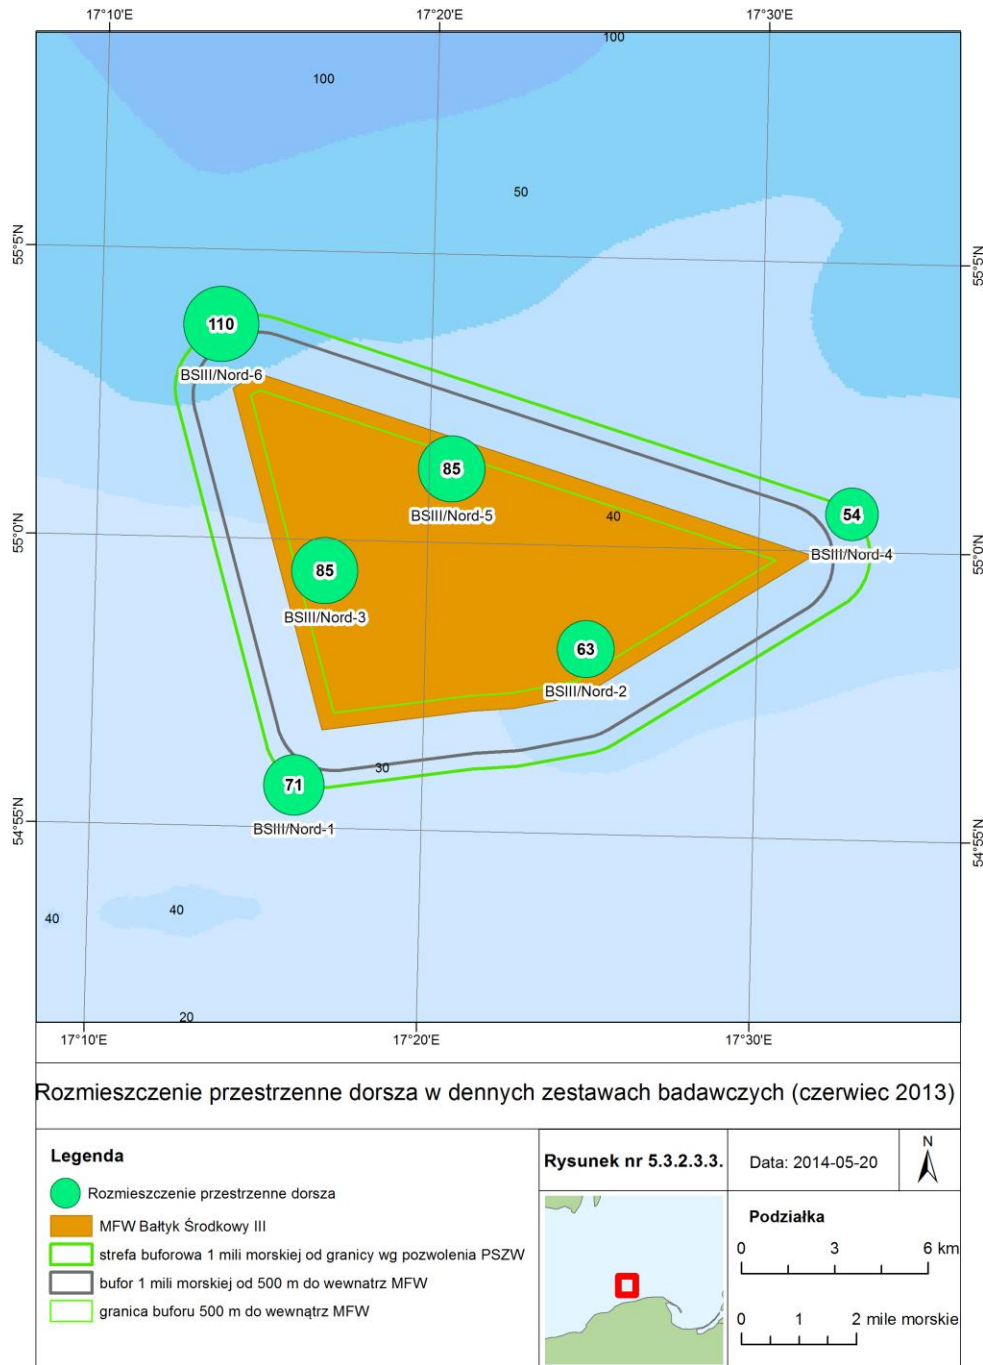 17°10'E
17°20'E
17°30'E
100
100
50
55°5'N
55°5'N
110
BSIII/Nord-6
85
BSIII/Nord-5
40
54
BSIII/Nord-4
55°0'N
55°0'N
85
BSIII/Nord-3
63
BSIII/Nord-2
30
71
BSIII/Nord-1
54°55'N
54°55'N
40
40
20
17°10'E
17°20'E
17°30'E
Rozmieszczenie przestrzenne dorsza w dennych zestawach badawczych (czerwiec 2013)
Legenda
Rozmieszczenie przestrzenne dorsza
MFW Bałtyk Środkowy III
strefa buforowa 1 mili morskiej od granicy wg pozwolenia PSZW
bufor 1 mili morskiej od 500 m do wewnatrz MFW
granica buforu 500 m do wewnątrz MFW
Rysunek nr 5.3.2.3.3.
Data: 2014-05-20
N
Podziałka
0 3 6 km
0 1 2 mile morskie